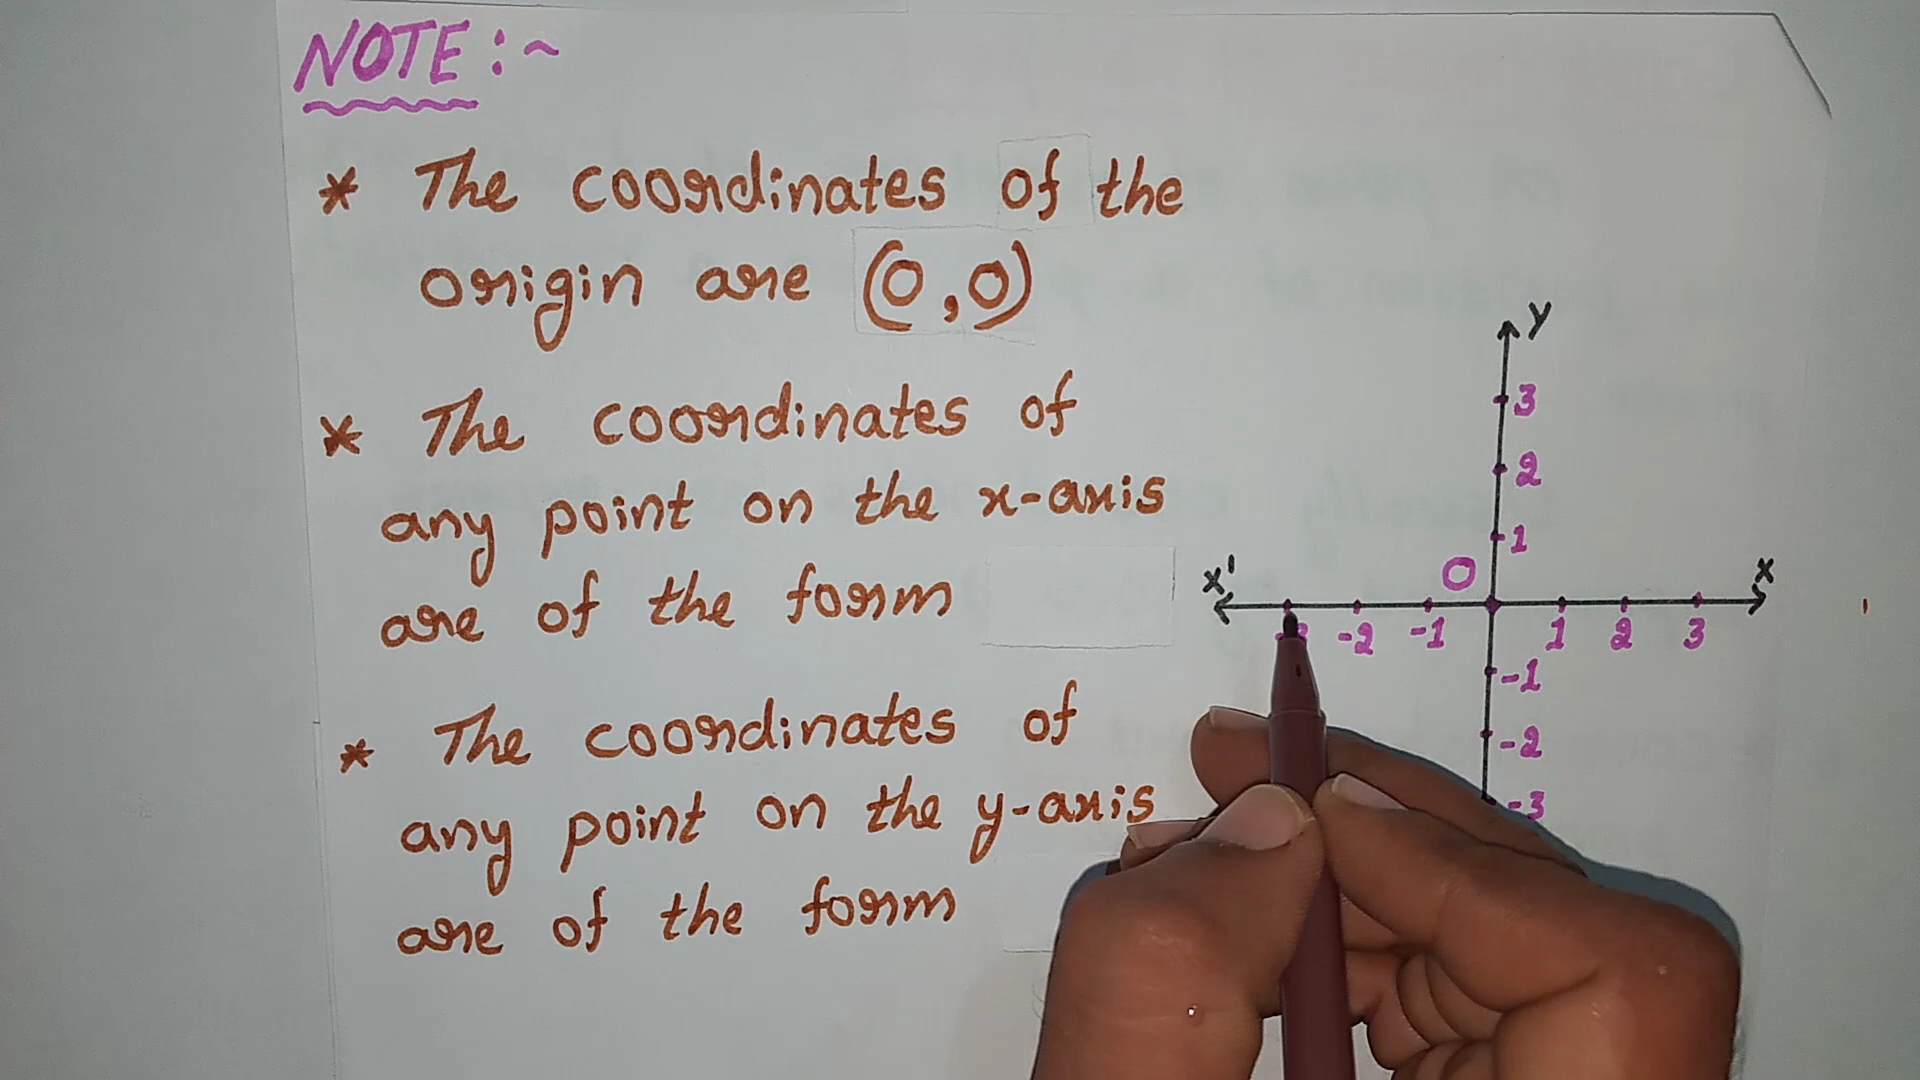 NOTE :~
* The coordinates of the
origin are (0,0)
* The coordinates of
any point on the x-axis
are of the form
* The coordinates of
any point on the y-axis
are of the form
y
3
2
1
O
x' x
-2 -1 1 2 3
-1
-2
-3